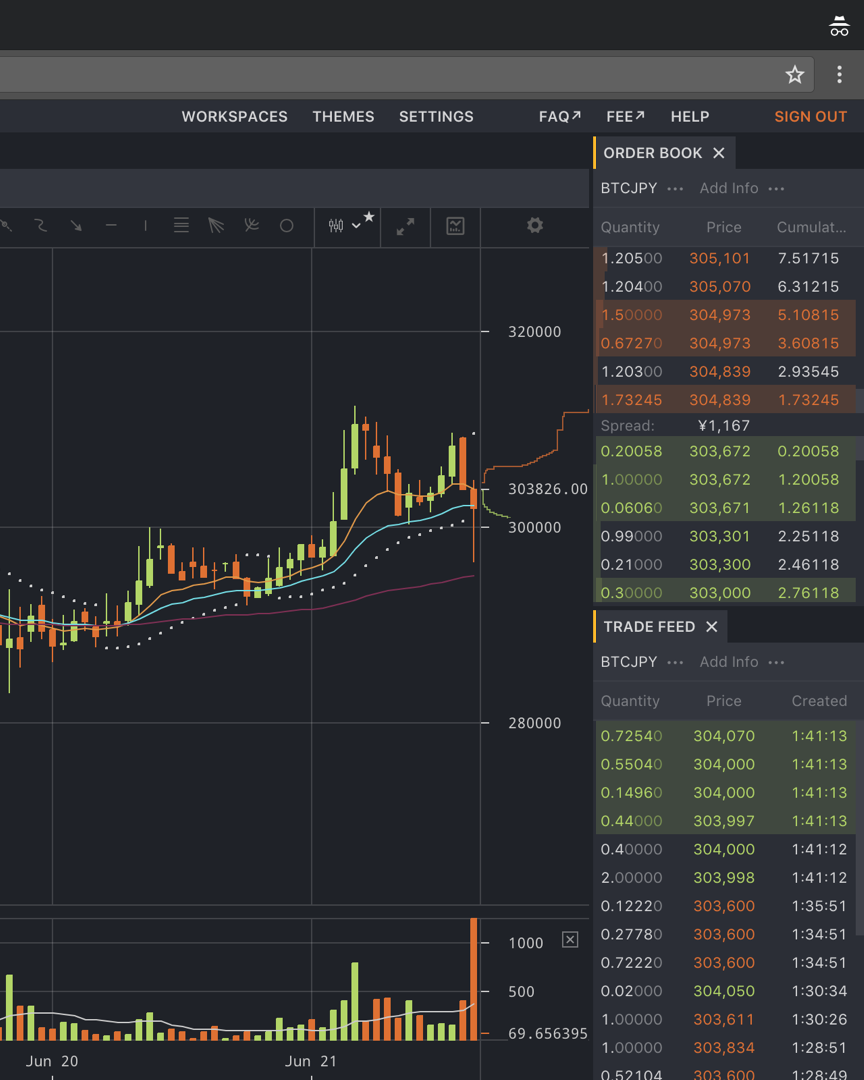 WORKSPACES THEMES SETTINGS FAQ↗ FEE↗ HELP SIGN OUT
ORDER BOOK ×
BTCJPY ••• Add Info •••
Quantity Price Cumulat...
1.20500 305,101 7.51715
1.20400 305,070 6.31215
1.50000 304,973 5.10815
0.67270 304,973 3.60815
1.20300 304,839 2.93545
1.73245 304,839 1.73245
Spread: ¥1,167
0.20058 303,672 0.20058
1.00000 303,672 1.20058
0.06060 303,671 1.26118
0.99000 303,301 2.25118
0.21000 303,300 2.46118
0.30000 303,000 2.76118
320000
303826.00
300000
280000
TRADE FEED ×
BTCJPY ••• Add Info •••
Quantity Price Created
0.72540 304,070 1:41:13
0.55040 304,000 1:41:13
0.14960 304,000 1:41:13
0.44000 303,997 1:41:13
0.40000 304,000 1:41:12
2.00000 303,998 1:41:12
0.12220 303,600 1:35:51
0.27780 303,600 1:34:51
0.72220 303,600 1:34:51
0.02000 304,050 1:30:34
1.00000 303,611 1:30:26
1.00000 303,834 1:28:51
0.52104 303,600 1:28:49
1000
500
69.656395
Jun 20 Jun 21